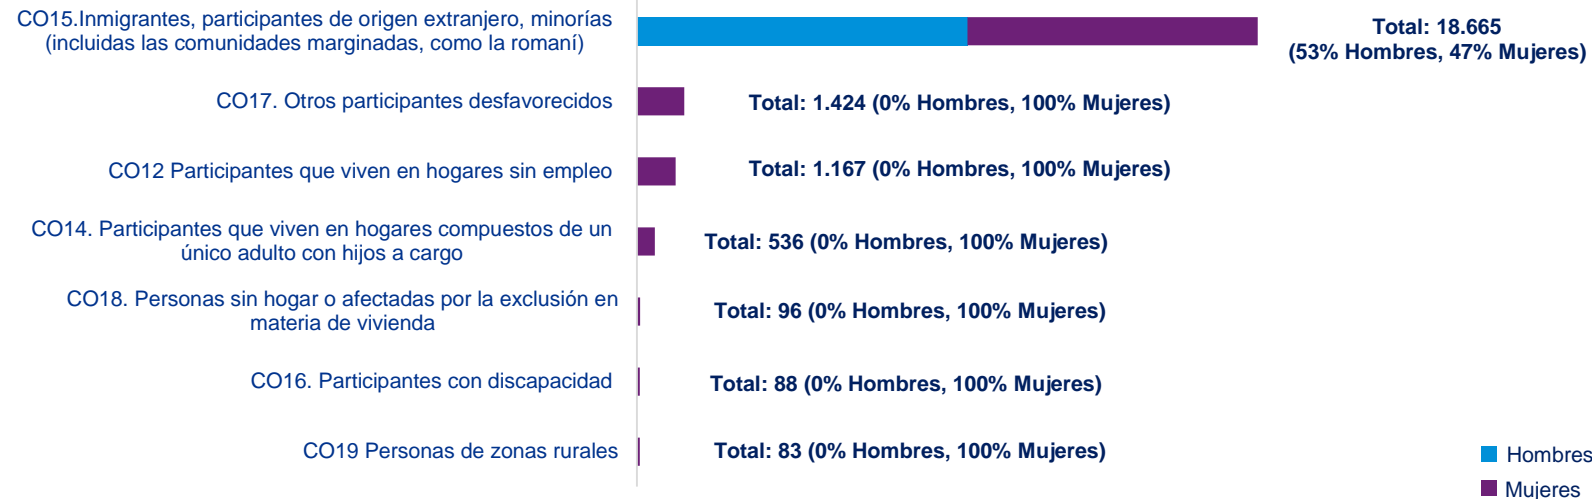 CO15.Inmigrantes, participantes de origen extranjero, minorías
(incluidas las comunidades marginadas, como la romaní)
Total: 18.665
(53% Hombres, 47% Mujeres)
CO17. Otros participantes desfavorecidos
Total: 1.424 (0% Hombres, 100% Mujeres)
CO12 Participantes que viven en hogares sin empleo
Total: 1.167 (0% Hombres, 100% Mujeres)
CO14. Participantes que viven en hogares compuestos de un
único adulto con hijos a cargo
Total: 536 (0% Hombres, 100% Mujeres)
CO18. Personas sin hogar o afectadas por la exclusión en
materia de vivienda
Total: 96 (0% Hombres, 100% Mujeres)
CO16. Participantes con discapacidad
Total: 88 (0% Hombres, 100% Mujeres)
CO19 Personas de zonas rurales
Total: 83 (0% Hombres, 100% Mujeres)
Hombres
Mujeres